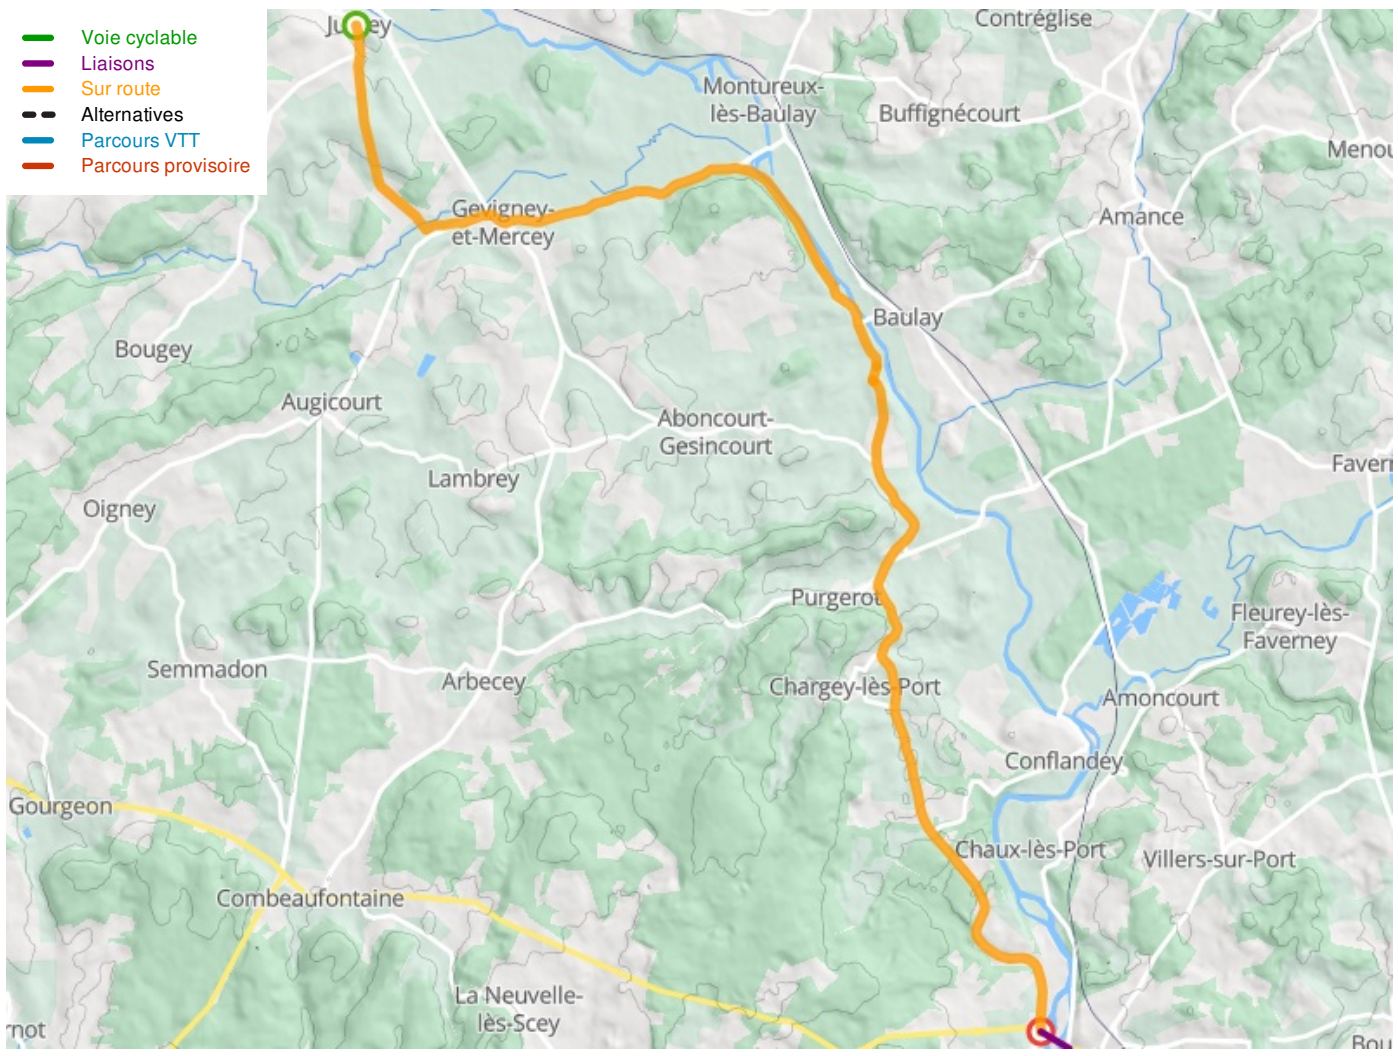 Voie cyclable
Liaisons
Sur route
Alternatives
Parcours VTT
Parcours provisoire
Contréglise
Montureux-
lès-Baulay
Buffignécourt
Amance
Gevigney-
et-Mercey
Baulay
Bougey
Augicourt
Aboncourt-
Gesincourt
Lambrey
Oigney
Purgerot
Fleurey-lès-
Faverney
Semmadon
Arbecey
Chargey-lès-Port
Amoncourt
Conflandey
Gourgeon
Chaux-lès-Port
Villers-sur-Port
Combeaufontaine
La Neuvelle-
lès-Scey